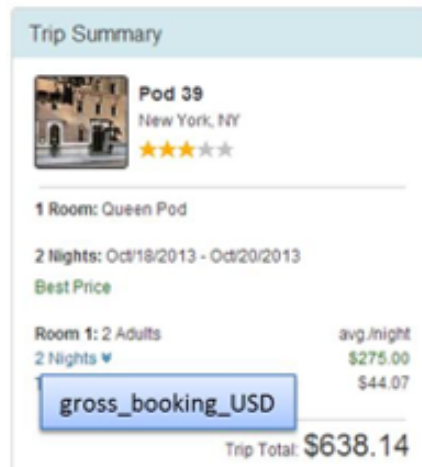 Trip Summary
Pod 39
New York, NY
1 Room: Queen Pod
2 Nights: Oct/18/2013 - Oct/20/2013
Best Price
Room 1: 2 Adults avg./night
2 Nights $275.00
$44.07
gross_booking_USD
Trip Total: $638.14